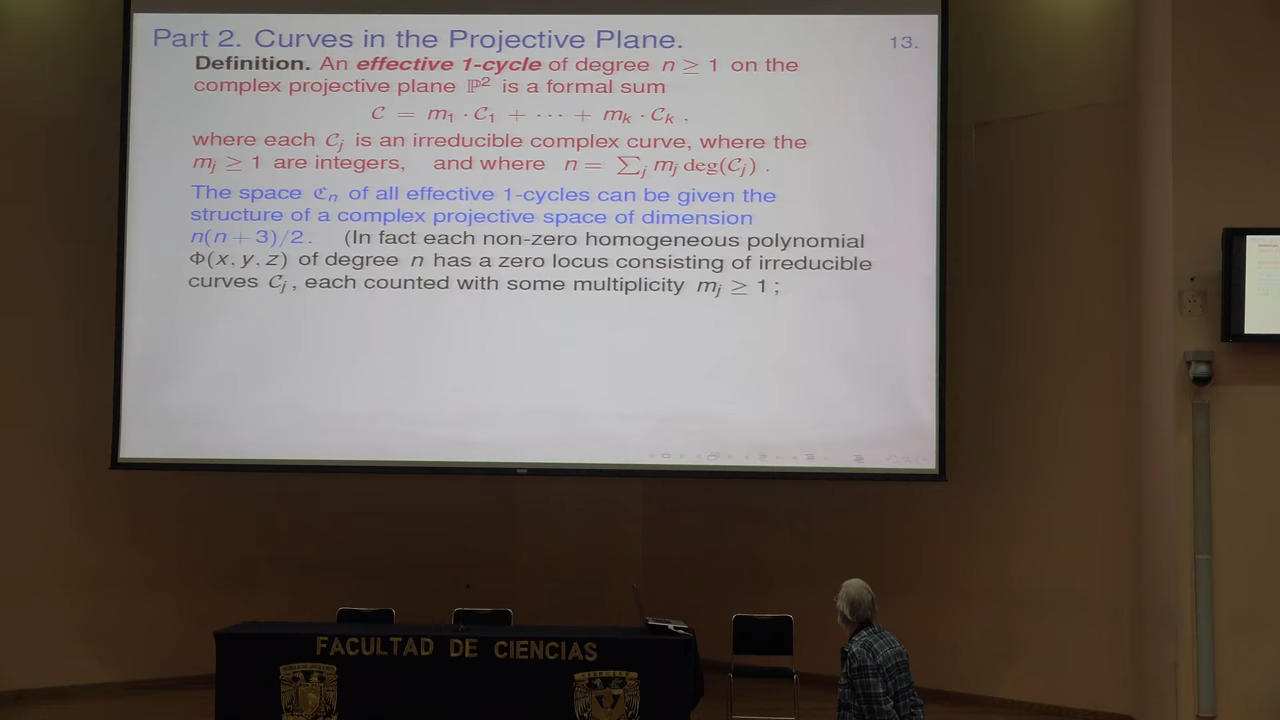 Part 2. Curves in the Projective Plane. 13.
Definition. An effective 1-cycle of degree n ≥ 1 on the
complex projective plane ℙ² is a formal sum
𝒞 = m₁ · 𝒞₁ + ··· + mₖ · 𝒞ₖ ,
where each 𝒞ⱼ is an irreducible complex curve, where the
mⱼ ≥ 1 are integers, and where n = ∑ⱼ mⱼ deg(𝒞ⱼ) .
The space ℭₙ of all effective 1-cycles can be given the
structure of a complex projective space of dimension
n(n + 3)/2. (In fact each non-zero homogeneous polynomial
Φ(x, y, z) of degree n has a zero locus consisting of irreducible
curves 𝒞ⱼ , each counted with some multiplicity mⱼ ≥ 1 ;
FACULTAD DE CIENCIAS